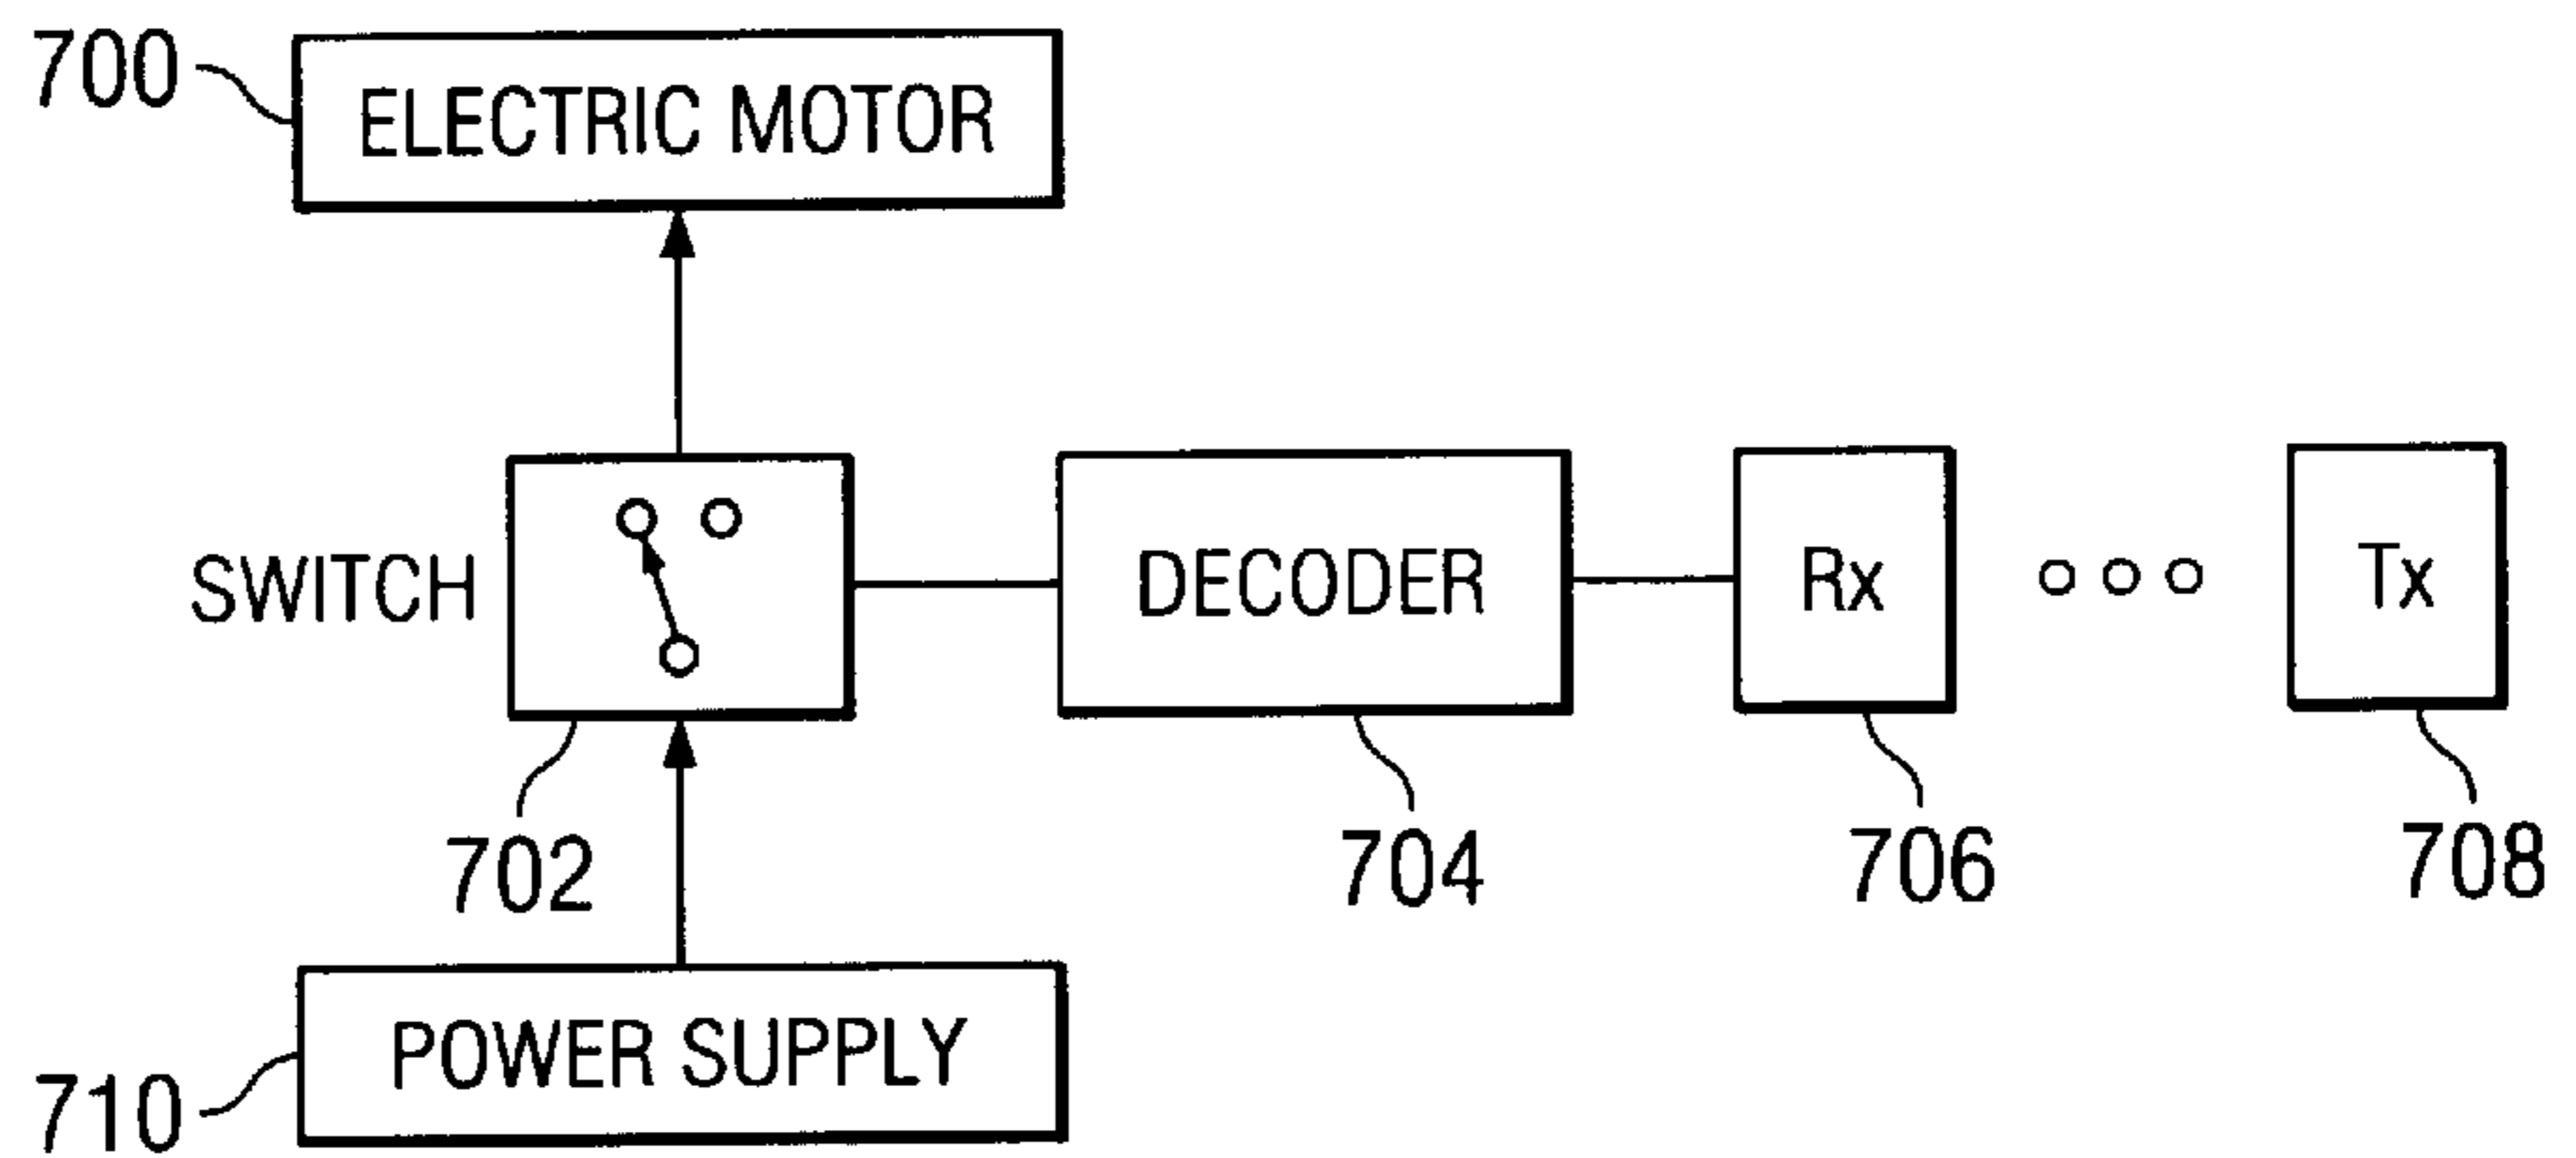 700
ELECTRIC MOTOR
SWITCH
DECODER
Rx
Tx
702
704
706
708
POWER SUPPLY
710